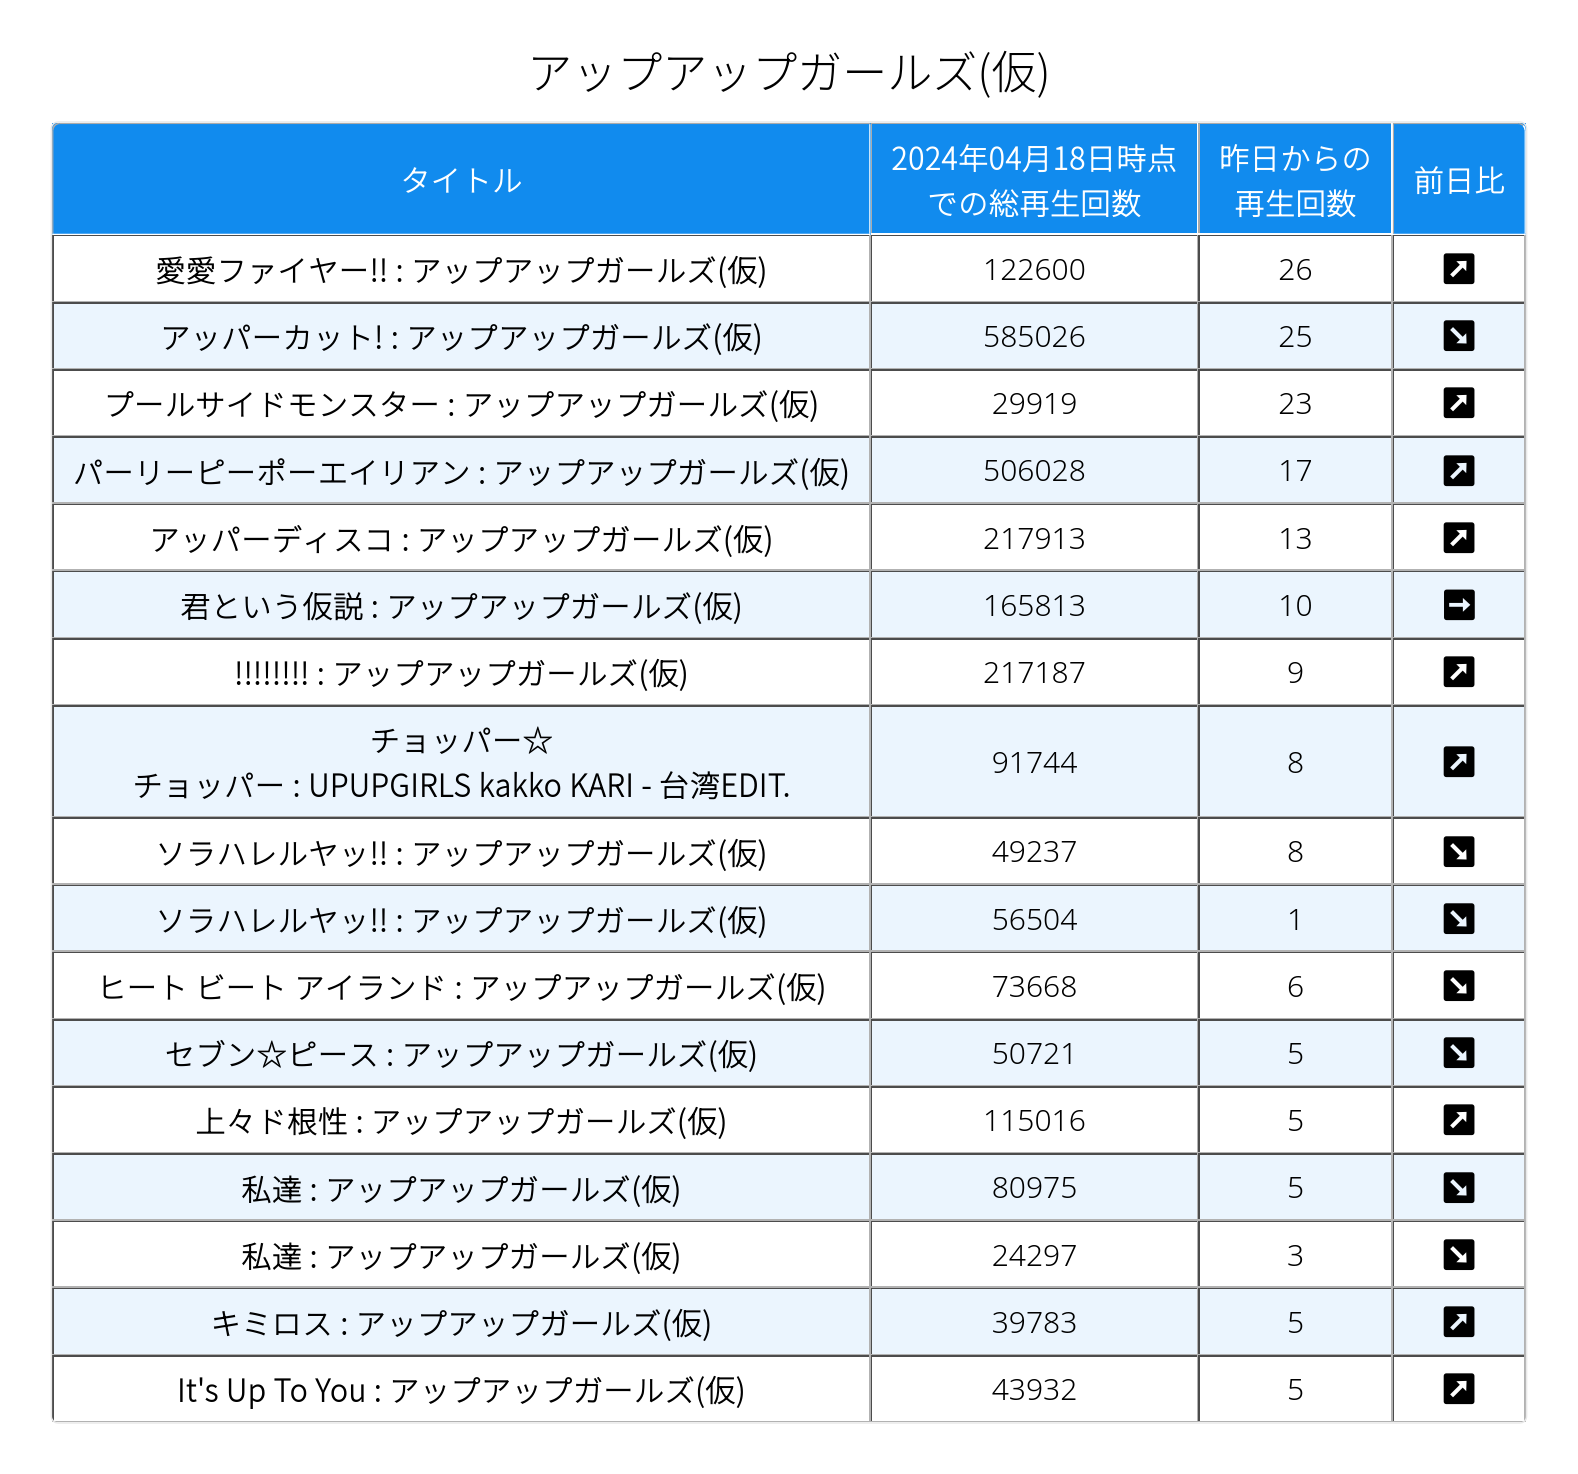 アップアップガールズ(仮)
タイトル
2024年04月18日時点
での総再生回数
昨日からの
再生回数
前日比
愛愛ファイヤー!! : アップアップガールズ(仮) 122600 26 ↗
アッパーカット! : アップアップガールズ(仮) 585026 25 ↘
プールサイドモンスター : アップアップガールズ(仮) 29919 23 ↗
パーリーピーポーエイリアン : アップアップガールズ(仮) 506028 17 ↗
アッパーディスコ : アップアップガールズ(仮) 217913 13 ↗
君という仮説 : アップアップガールズ(仮) 165813 10 →
!!!!!!!! : アップアップガールズ(仮) 217187 9 ↗
チョッパー☆
チョッパー : UPUPGIRLS kakko KARI - 台湾EDIT. 91744 8 ↗
ソラハレルヤッ!! : アップアップガールズ(仮) 49237 8 ↘
ソラハレルヤッ!! : アップアップガールズ(仮) 56504 1 ↘
ヒート ビート アイランド : アップアップガールズ(仮) 73668 6 ↘
セブン☆ピース : アップアップガールズ(仮) 50721 5 ↘
上々ド根性 : アップアップガールズ(仮) 115016 5 ↗
私達 : アップアップガールズ(仮) 80975 5 ↘
私達 : アップアップガールズ(仮) 24297 3 ↘
キミロス : アップアップガールズ(仮) 39783 5 ↗
It's Up To You : アップアップガールズ(仮) 43932 5 ↗